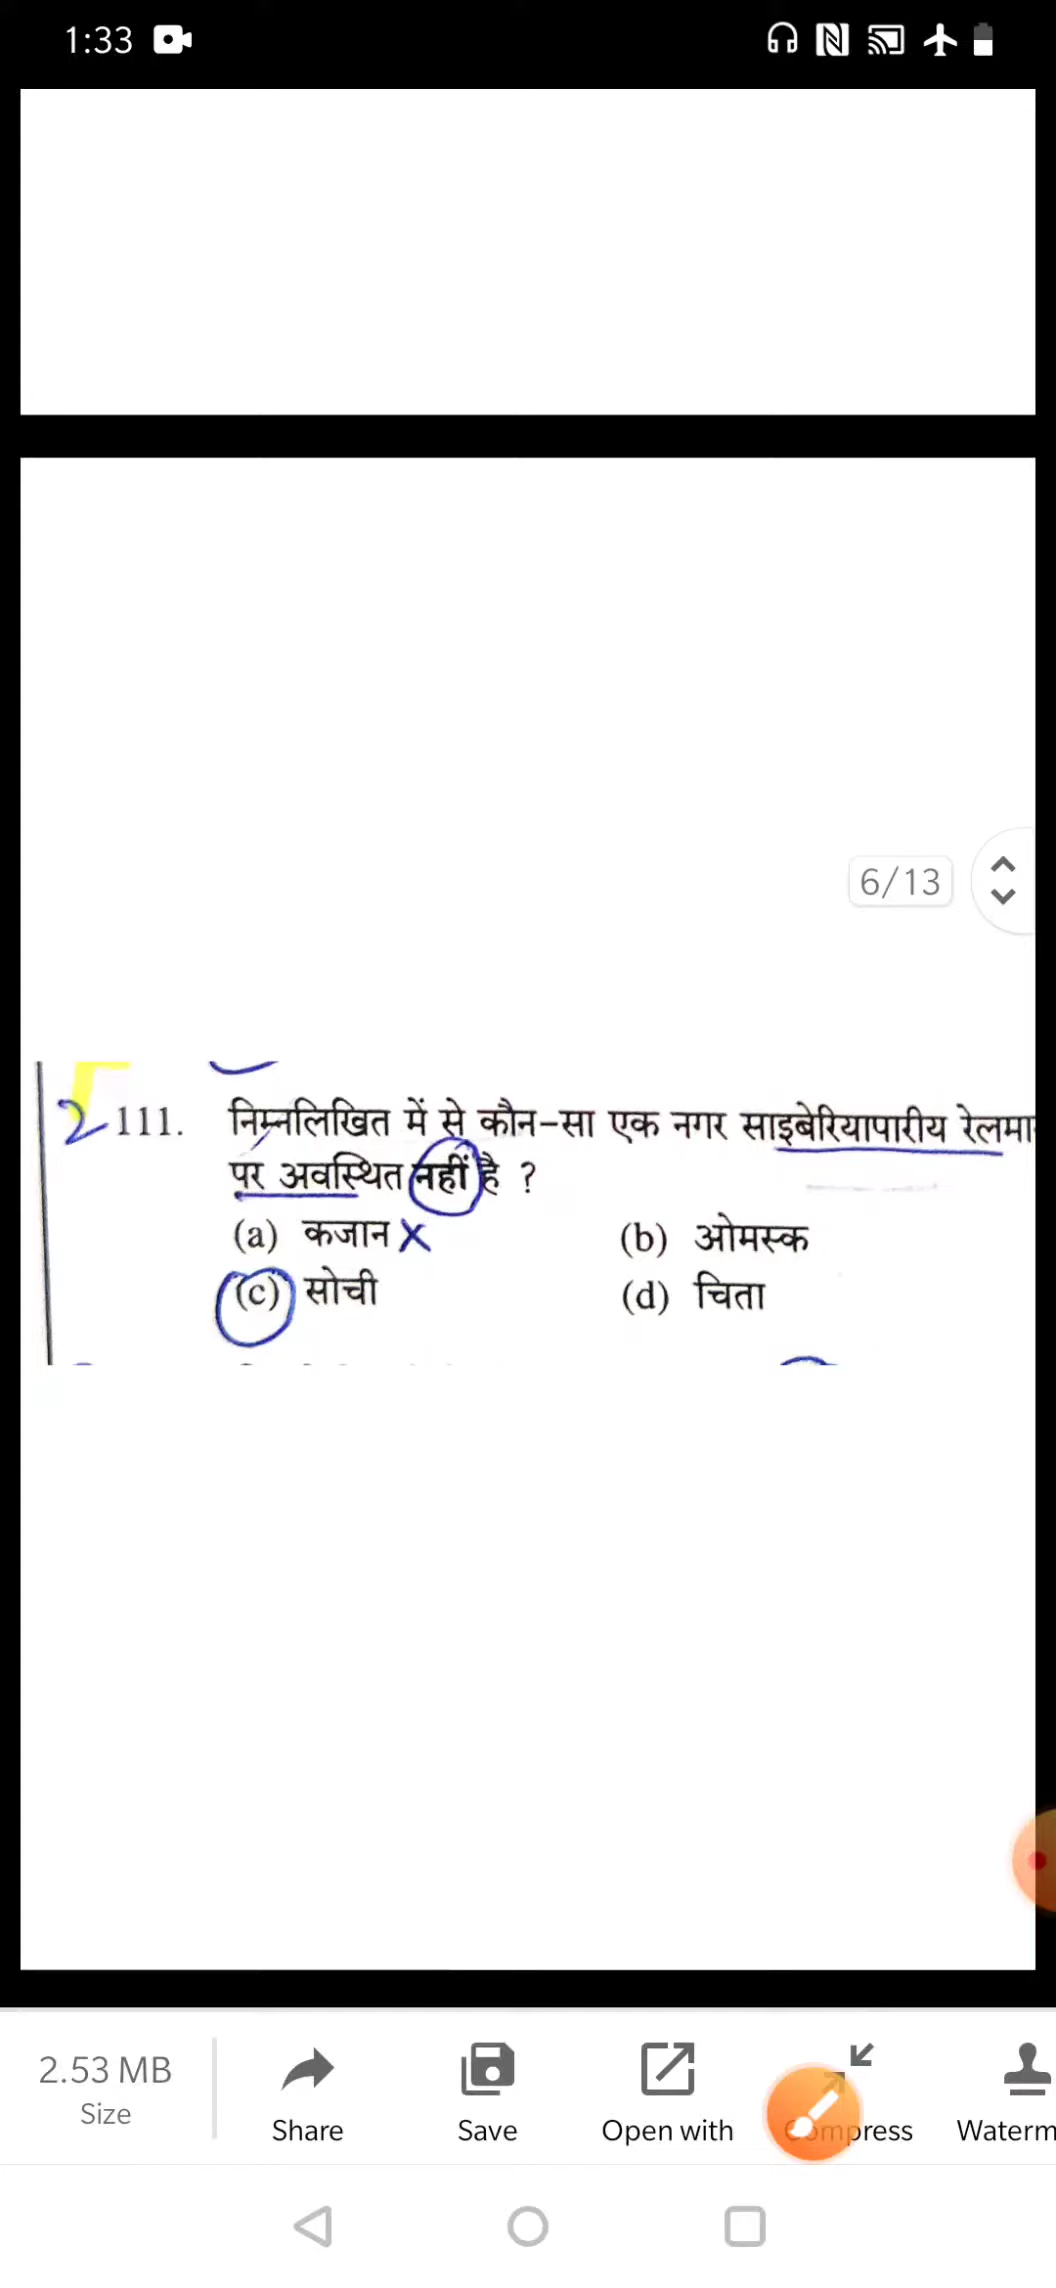 1:33
6/13
2 111. निम्नलिखित में से कौन-सा एक नगर साइबेरियापारीय रेलमा
पर अवस्थित नहीं है ?
(a) कजान X (b) ओमस्क
(c) सोची (d) चिता
2.53 MB
Size
Share
Save
Open with
Compress
Waterm